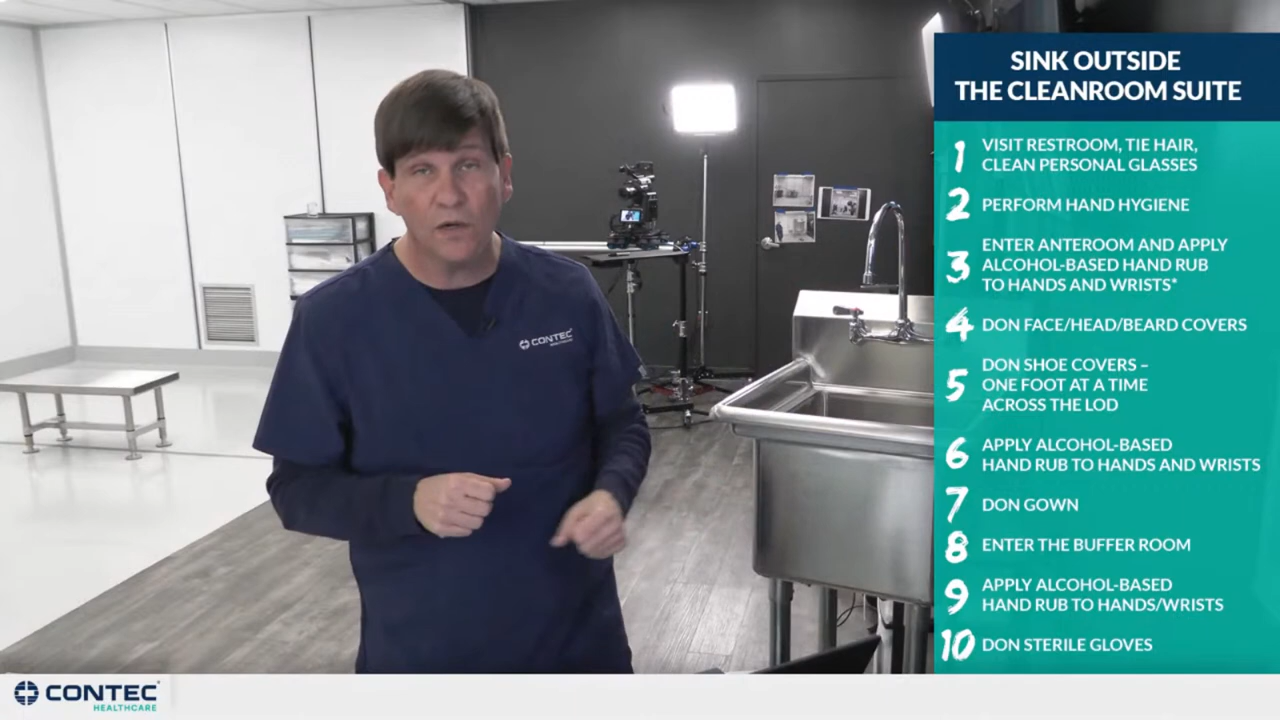 SINK OUTSIDE
THE CLEANROOM SUITE
1 VISIT RESTROOM, TIE HAIR,
CLEAN PERSONAL GLASSES
2 PERFORM HAND HYGIENE
3 ENTER ANTEROOM AND APPLY
ALCOHOL-BASED HAND RUB
TO HANDS AND WRISTS*
4 DON FACE/HEAD/BEARD COVERS
5 DON SHOE COVERS –
ONE FOOT AT A TIME
ACROSS THE LOD
6 APPLY ALCOHOL-BASED
HAND RUB TO HANDS AND WRISTS
7 DON GOWN
8 ENTER THE BUFFER ROOM
9 APPLY ALCOHOL-BASED
HAND RUB TO HANDS/WRISTS
10 DON STERILE GLOVES
CONTEC
HEALTHCARE
CONTEC
HEALTHCARE